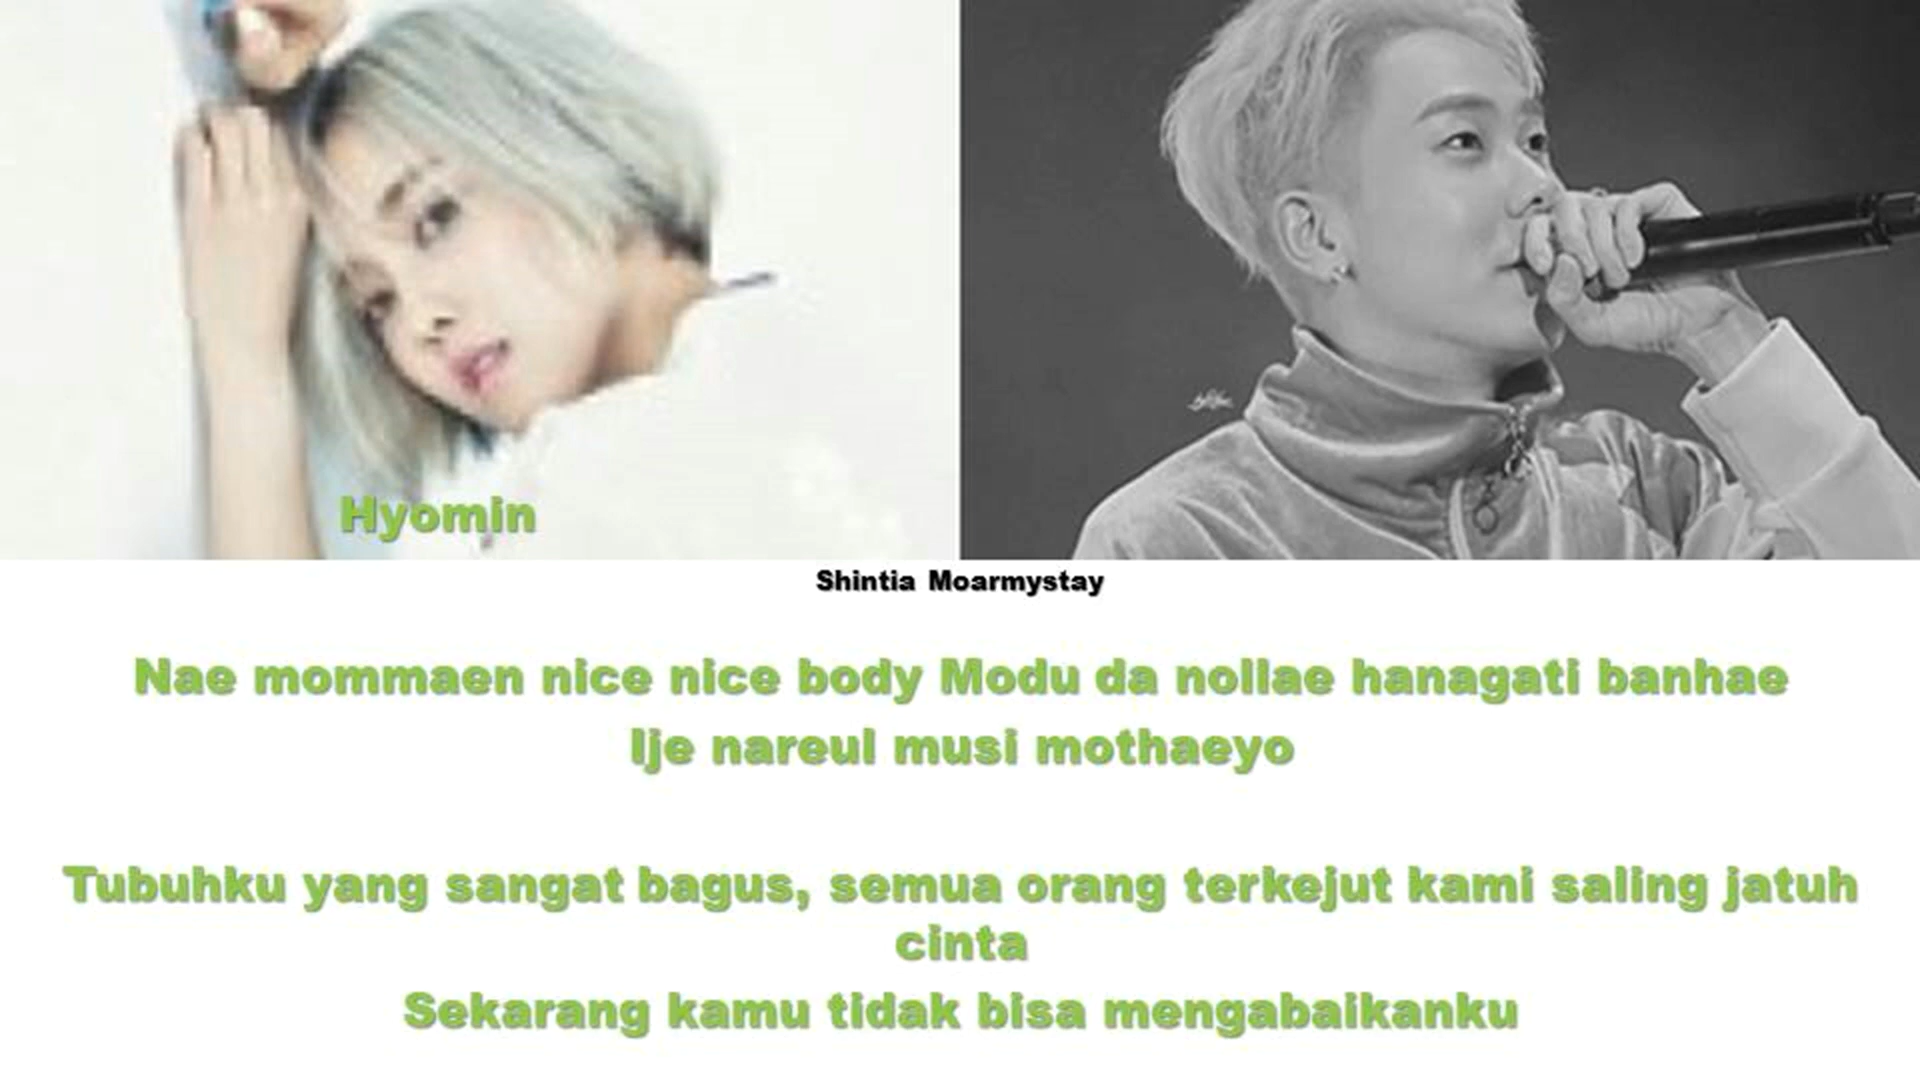 Hyomin
Shintia Moarmystay
Nae mommaen nice nice body Modu da nollae hanagati banhae
Ije nareul musi mothaeyo
Tubuhku yang sangat bagus, semua orang terkejut kami saling jatuh
cinta
Sekarang kamu tidak bisa mengabaikanku